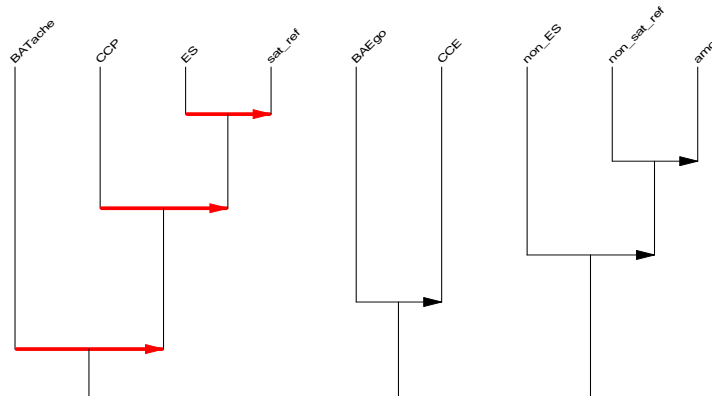 BATache
CCP
ES
sat_ref
BAEgo
CCE
non_ES
non_sat_ref